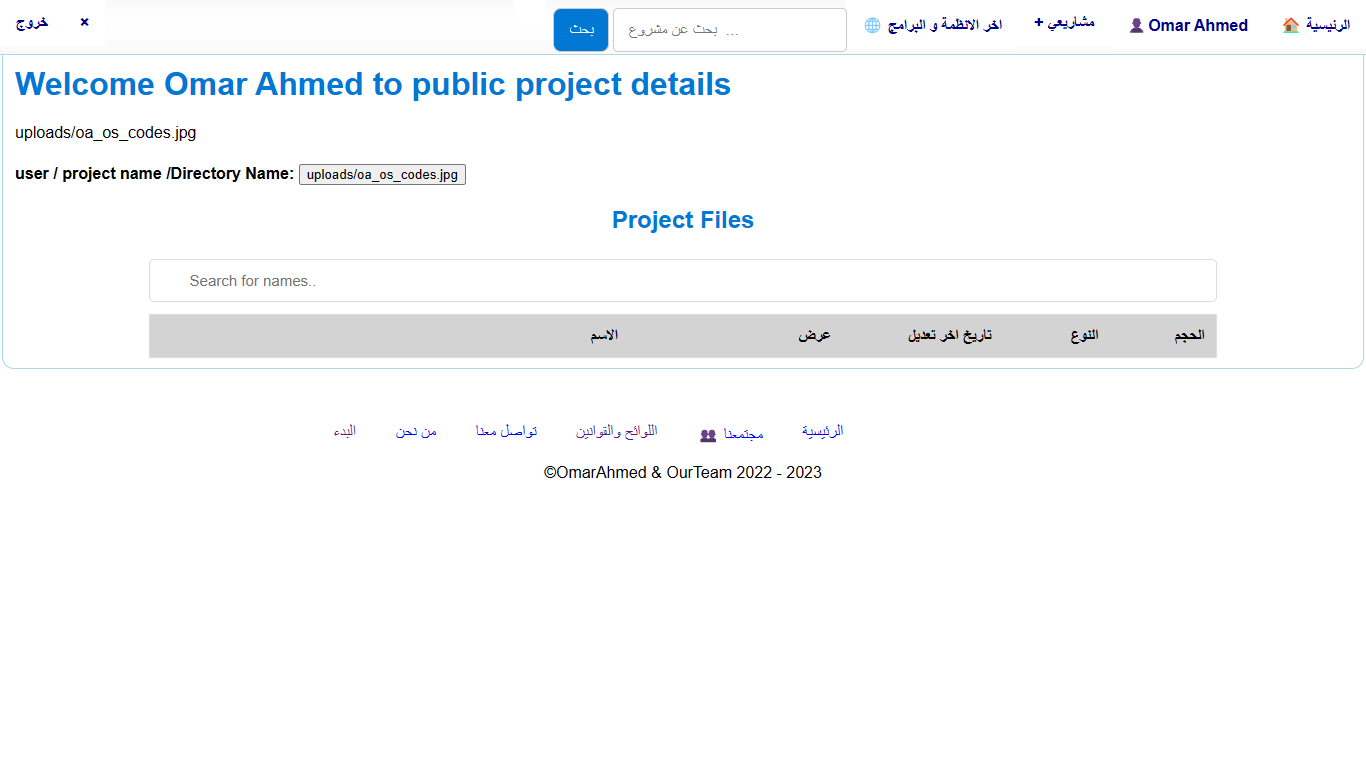 الرئيسية 🏠
👤 Omar Ahmed
مشاريعي +
اخر الانظمة و البرامج 🌐
بحث عن مشروع ...
بحث
×
خروج
Welcome Omar Ahmed to public project details
uploads/oa_os_codes.jpg
user / project name /Directory Name: uploads/oa_os_codes.jpg
Project Files
Search for names..
الاسم عرض تاريخ اخر تعديل النوع الحجم
الرئيسية مجتمعنا 👥 اللوائح والقوانين تواصل معنا من نحن البدء
©OmarAhmed & OurTeam 2022 - 2023